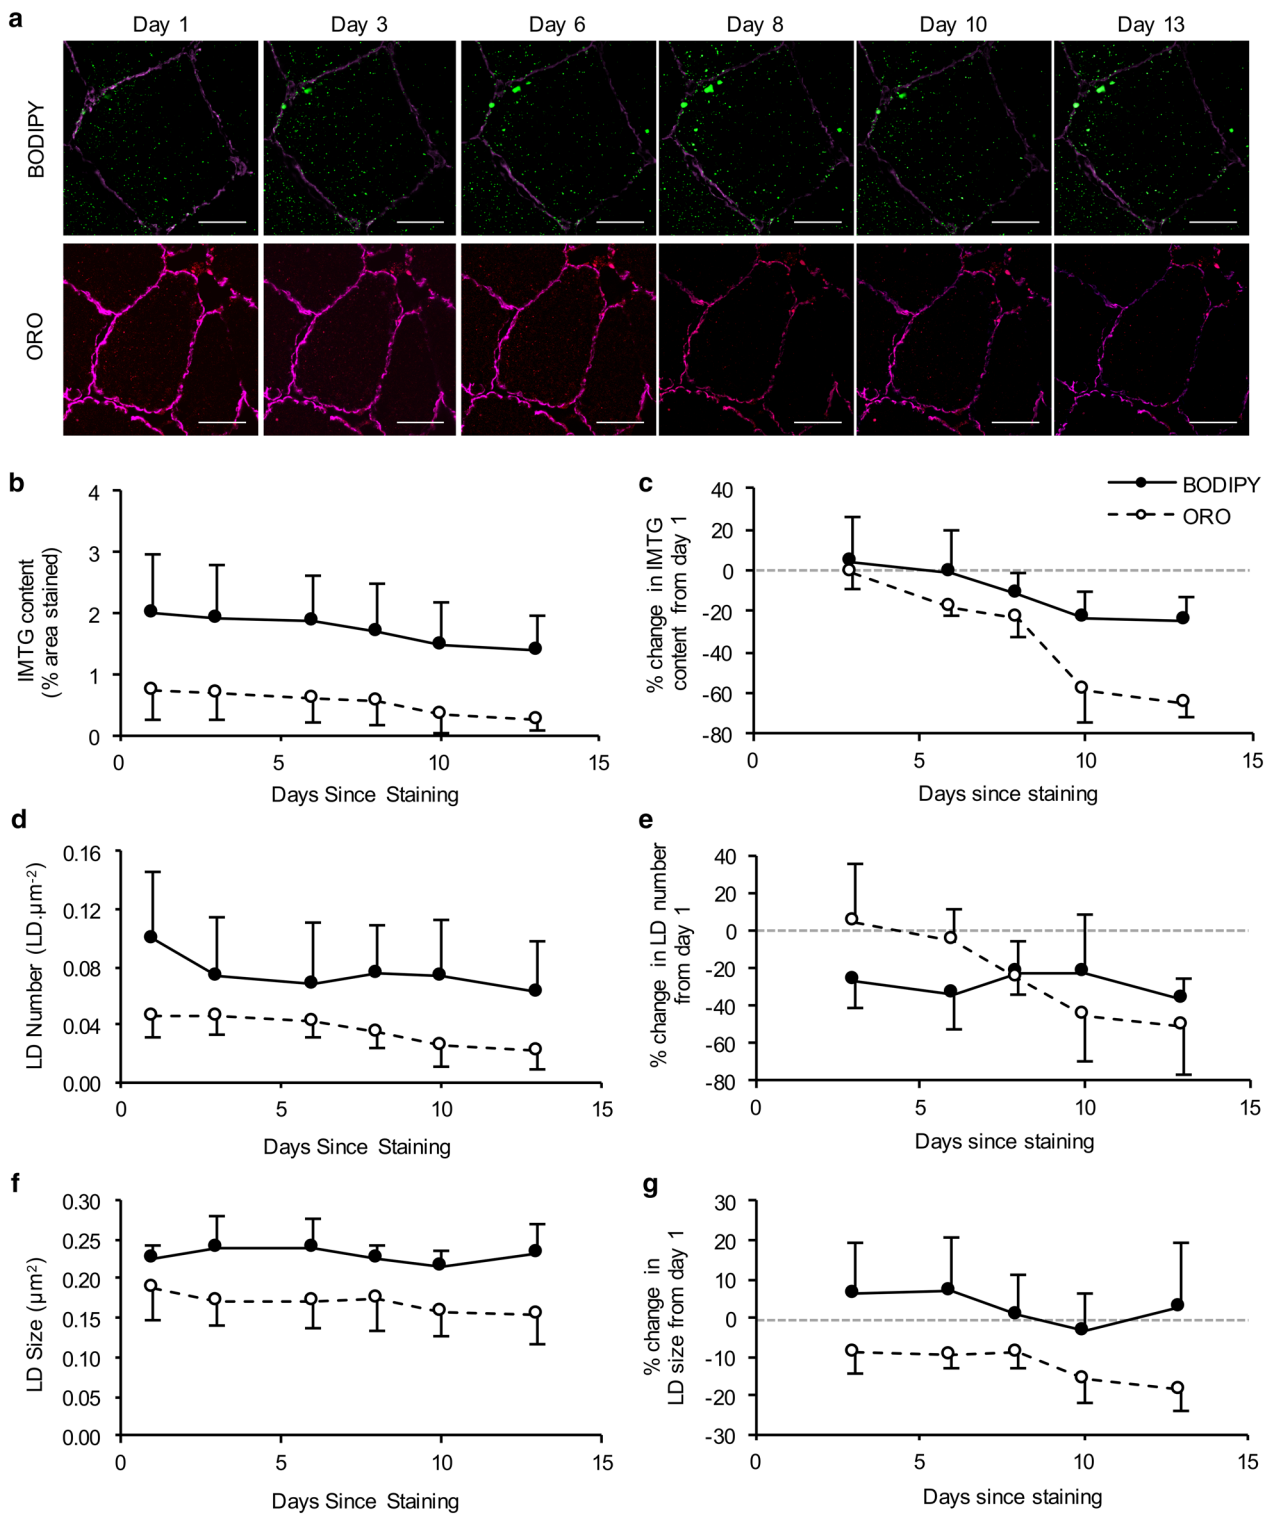 a
Day 1 Day 3 Day 6 Day 8 Day 10 Day 13
BODIPY
ORO
b
IMTG content
(% area stained)
4
3
2
1
0
0 5 10 15
Days Since Staining
c
% change in IMTG
content from day 1
40
20
0
-20
-40
-60
-80
0 5 10 15
Days since staining
BODIPY
ORO
d
LD Number (LD.µm-2)
0.16
0.12
0.08
0.04
0.00
0 5 10 15
Days Since Staining
e
% change in LD number
from day 1
40
20
0
-20
-40
-60
-80
0 5 10 15
Days since staining
f
LD Size (µm2)
0.30
0.25
0.20
0.15
0.10
0.05
0.00
0 5 10 15
Days Since Staining
g
% change in
LD size from day 1
30
20
10
0
-10
-20
-30
0 5 10 15
Days since staining